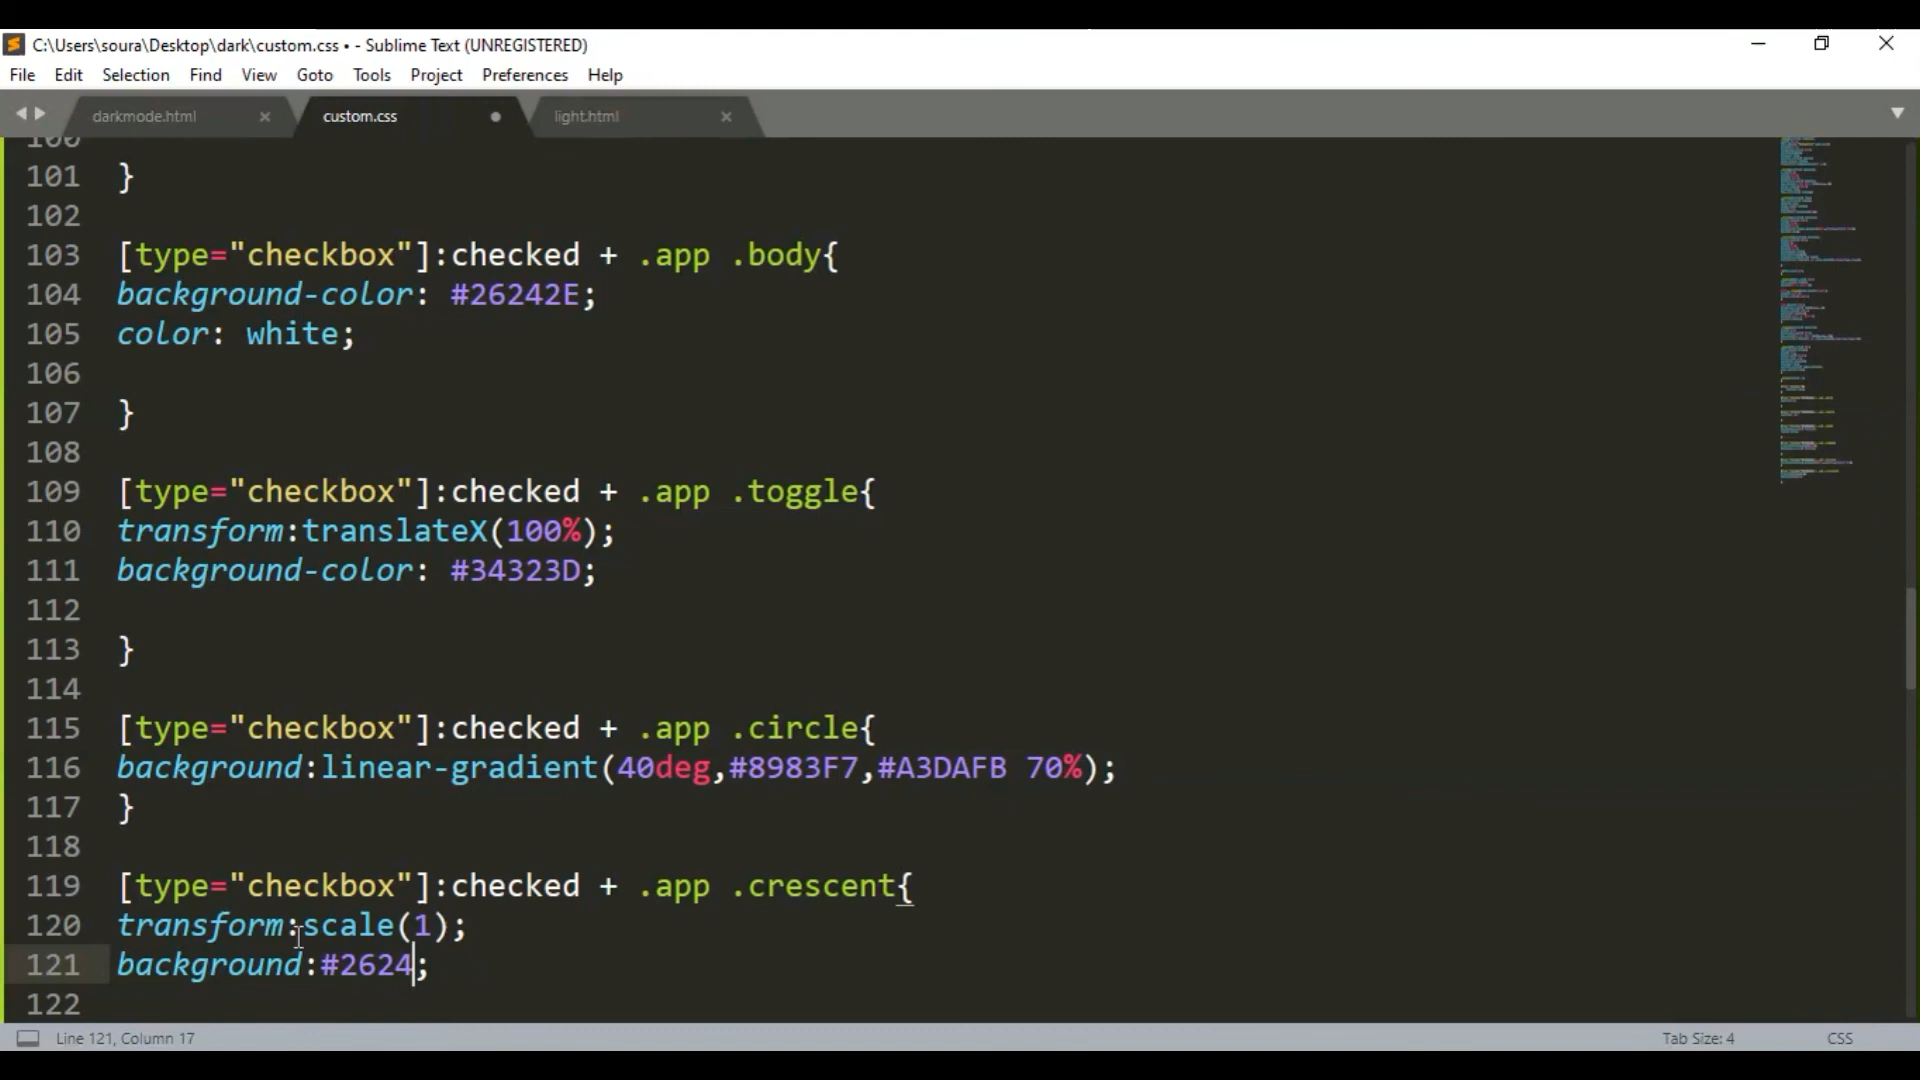 C:\Users\soura\Desktop\dark\custom.css • - Sublime Text (UNREGISTERED)
File Edit Selection Find View Goto Tools Project Preferences Help
darkmode.html × custom.css light.html ×
100
101 }
102
103 [type="checkbox"]:checked + .app .body{
104 background-color: #26242E;
105 color: white;
106
107 }
108
109 [type="checkbox"]:checked + .app .toggle{
110 transform:translateX(100%);
111 background-color: #34323D;
112
113 }
114
115 [type="checkbox"]:checked + .app .circle{
116 background:linear-gradient(40deg,#8983F7,#A3DAFB 70%);
117 }
118
119 [type="checkbox"]:checked + .app .crescent{
120 transform:scale(1);
121 background:#2624;
122
Line 121, Column 17 Tab Size: 4 CSS